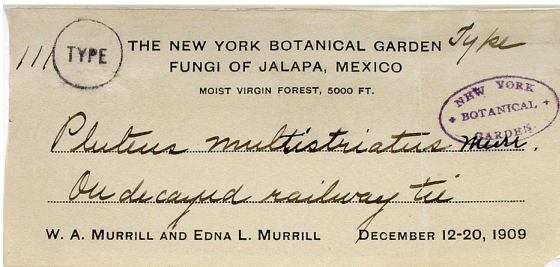 111 TYPE THE NEW YORK BOTANICAL GARDEN Type
FUNGI OF JALAPA, MEXICO
MOIST VIRGIN FOREST, 5000 FT.
NEW YORK
BOTANICAL
GARDEN
Pluteus multistriatus Murr.
On decayed railway tie
W. A. MURRILL AND EDNA L. MURRILL DECEMBER 12-20, 1909